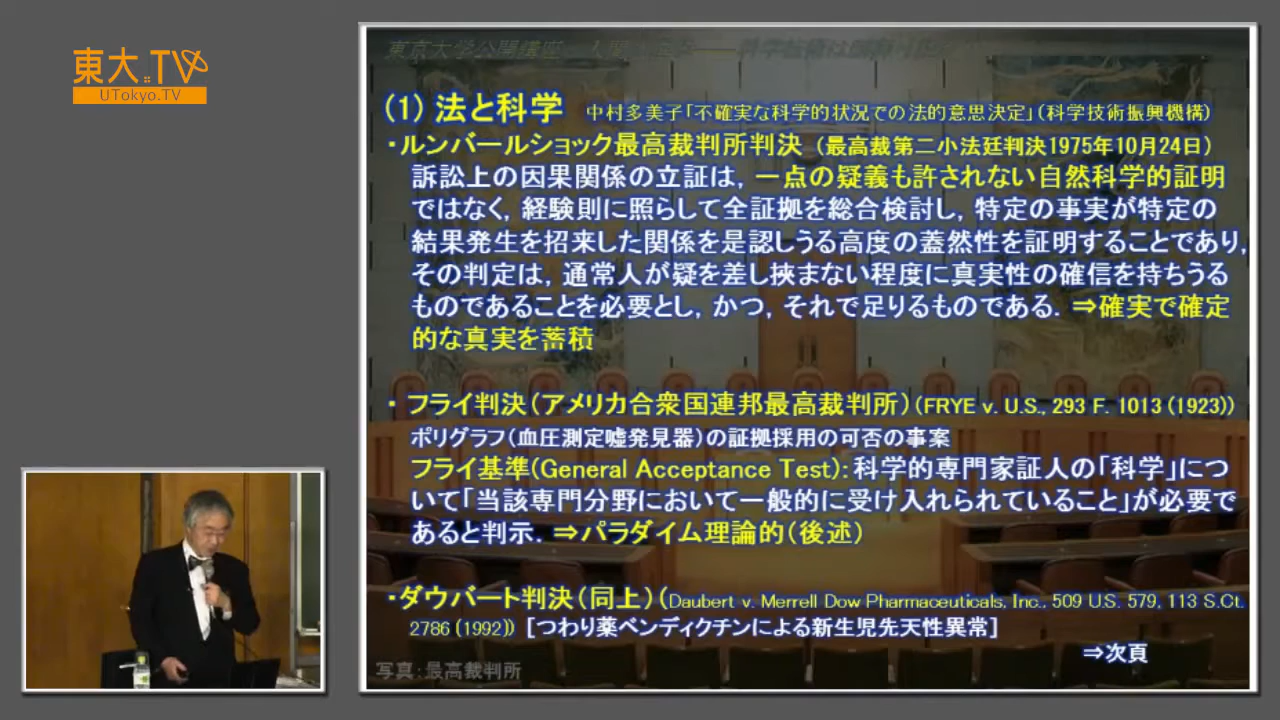 東大.TV
UTokyo.TV
東京大学公開講座
(1) 法と科学 中村多美子「不確実な科学的状況での法的意思決定」(科学技術振興機構)
・ルンバールショック最高裁判所判決 (最高裁第二小法廷判決1975年10月24日)
訴訟上の因果関係の立証は, 一点の疑義も許されない自然科学的証明
ではなく, 経験則に照らして全証拠を総合検討し, 特定の事実が特定の
結果発生を招来した関係を是認しうる高度の蓋然性を証明することであり,
その判定は, 通常人が疑を差し挟まない程度に真実性の確信を持ちうる
ものであることを必要とし, かつ, それで足りるものである. ⇒確実で確定
的な真実を蓄積
・フライ判決(アメリカ合衆国連邦最高裁判所)(FRYE v. U.S., 293 F. 1013 (1923))
ポリグラフ(血圧測定嘘発見器)の証拠採用の可否の事案
フライ基準(General Acceptance Test):科学的専門家証人の「科学」につ
いて「当該専門分野において一般的に受け入れられていること」が必要で
あると判示. ⇒パラダイム理論的(後述)
・ダウバート判決(同上)(Daubert v. Merrell Dow Pharmaceuticals, Inc., 509 U.S. 579, 113 S.Ct.
2786 (1992)) [つわり薬ベンディクチンによる新生児先天性異常]
⇒次頁
写真:最高裁判所